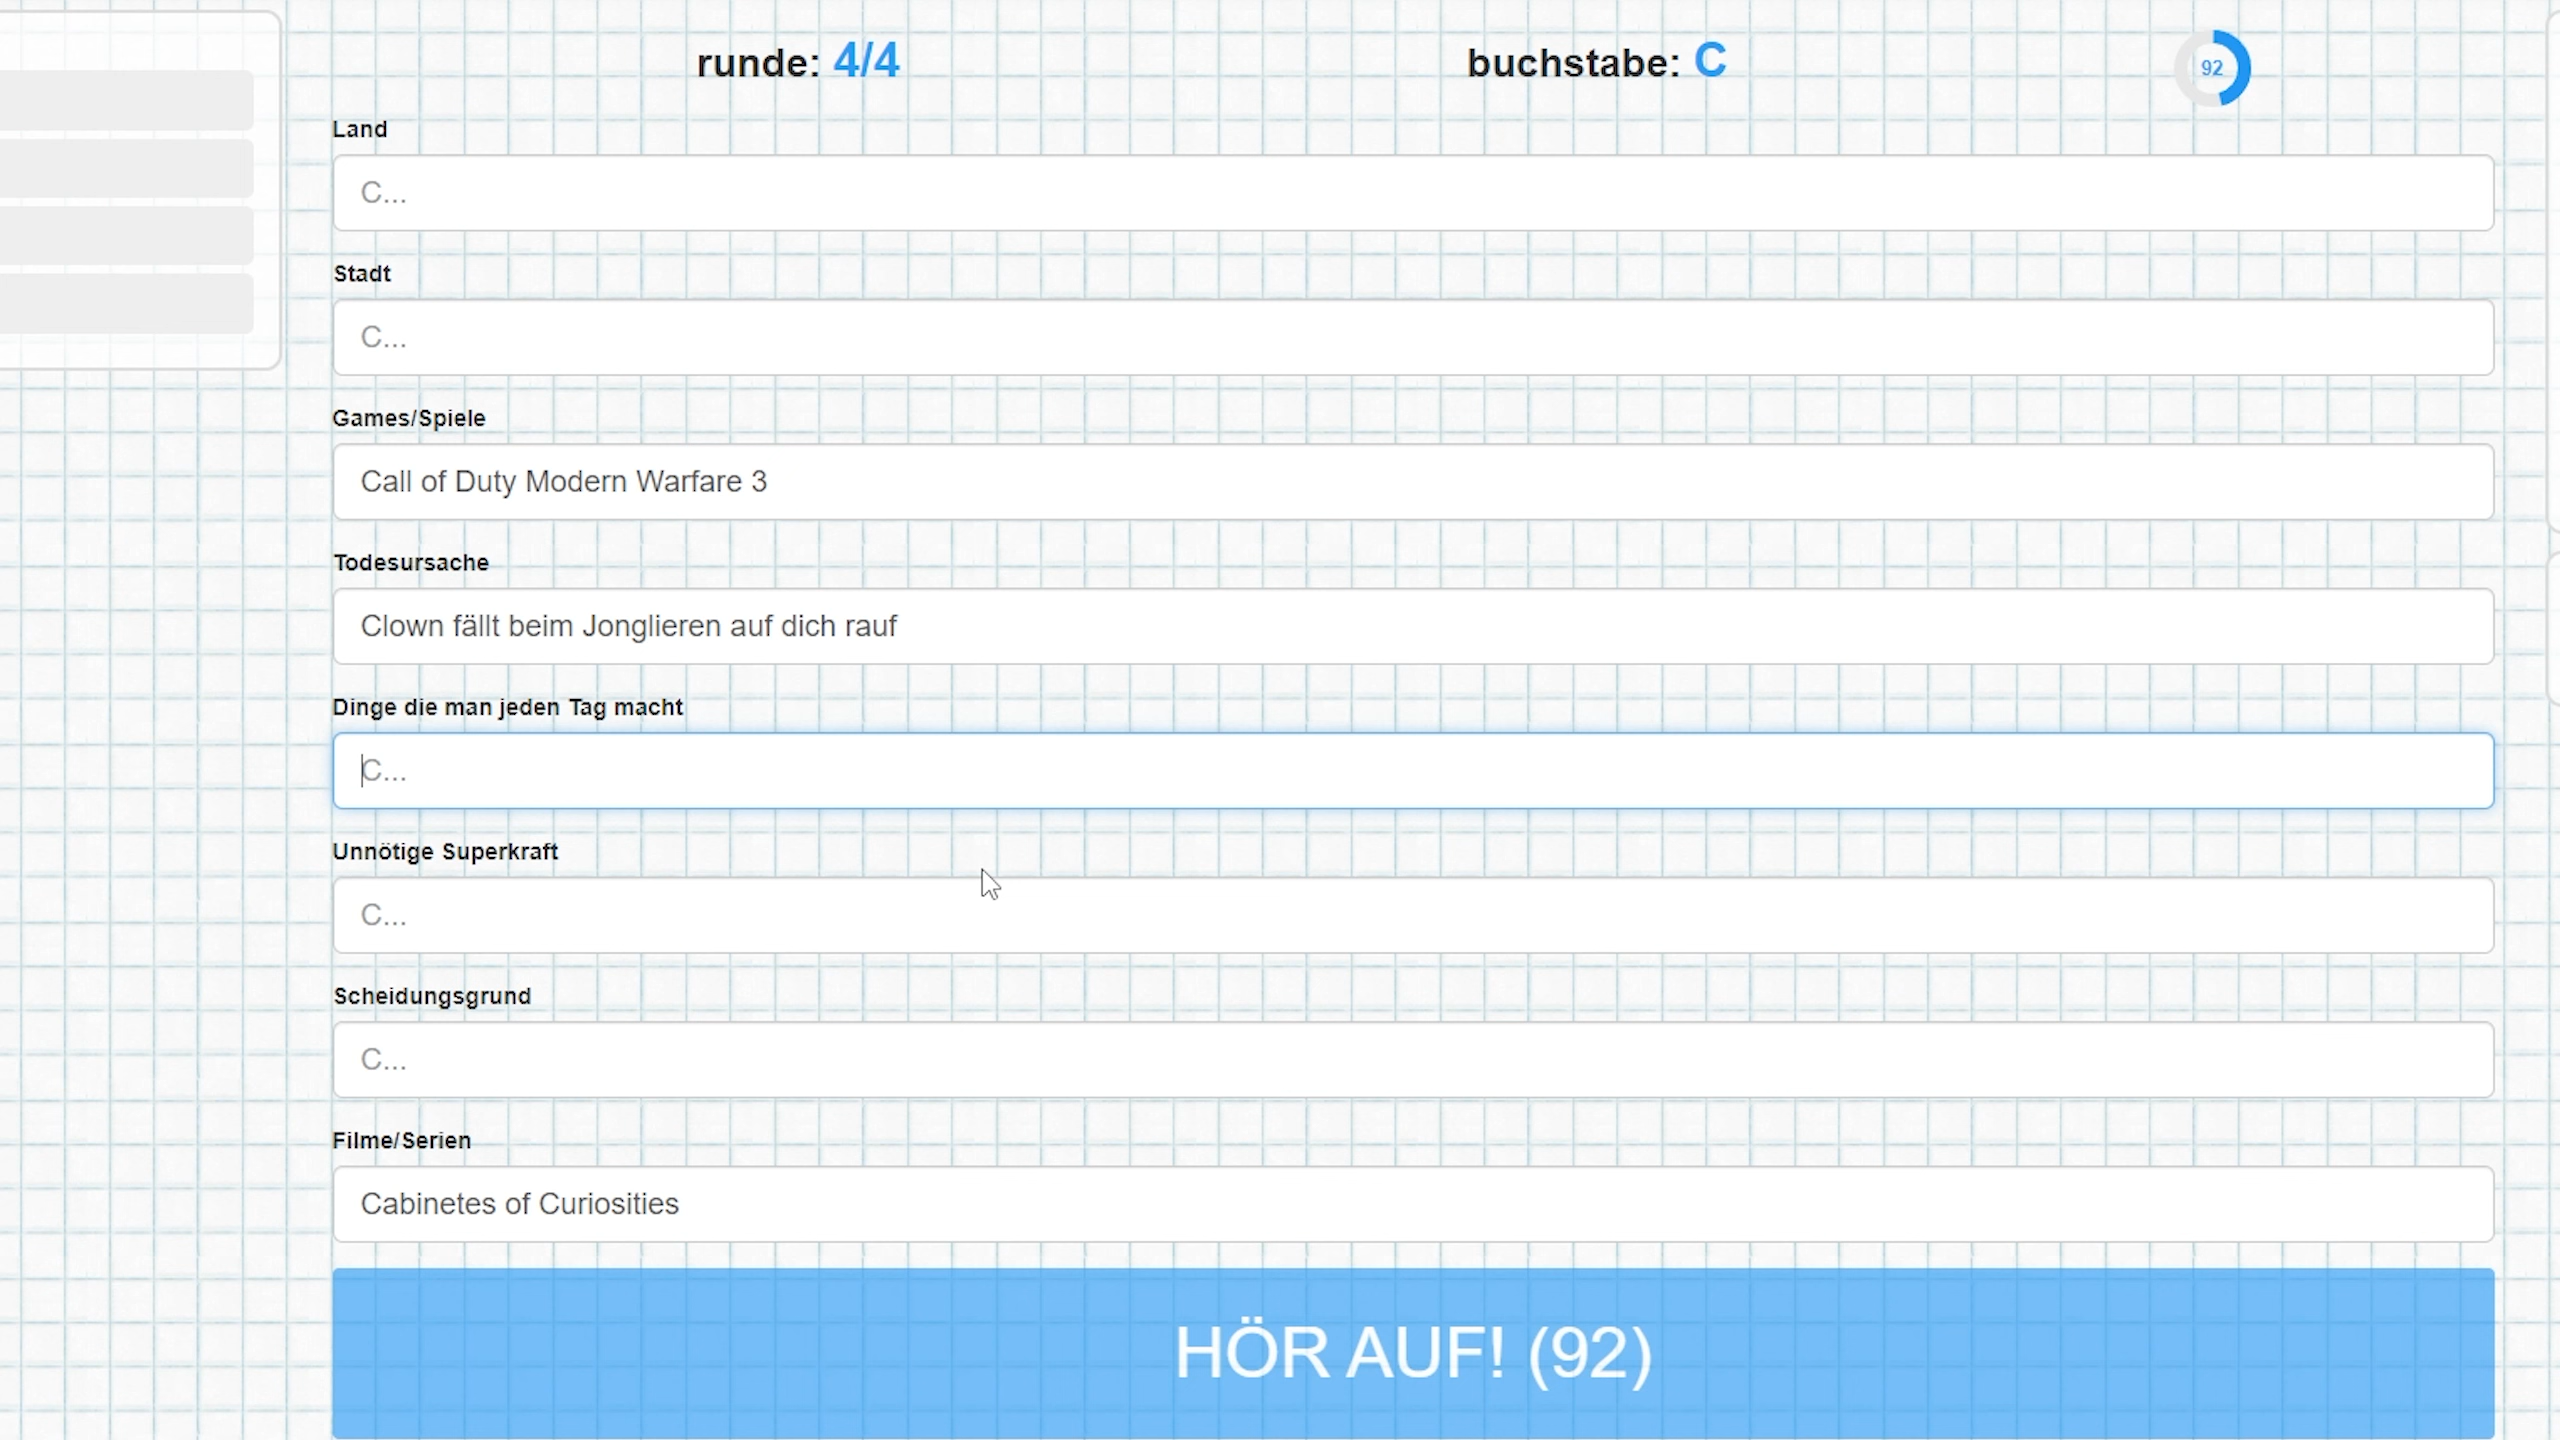 runde: 4/4
buchstabe: C
92
Land
C...
Stadt
C...
Games/Spiele
Call of Duty Modern Warfare 3
Todesursache
Clown fällt beim Jonglieren auf dich rauf
Dinge die man jeden Tag macht
C...
Unnötige Superkraft
C...
Scheidungsgrund
C...
Filme/Serien
Cabinetes of Curiosities
HÖR AUF! (92)